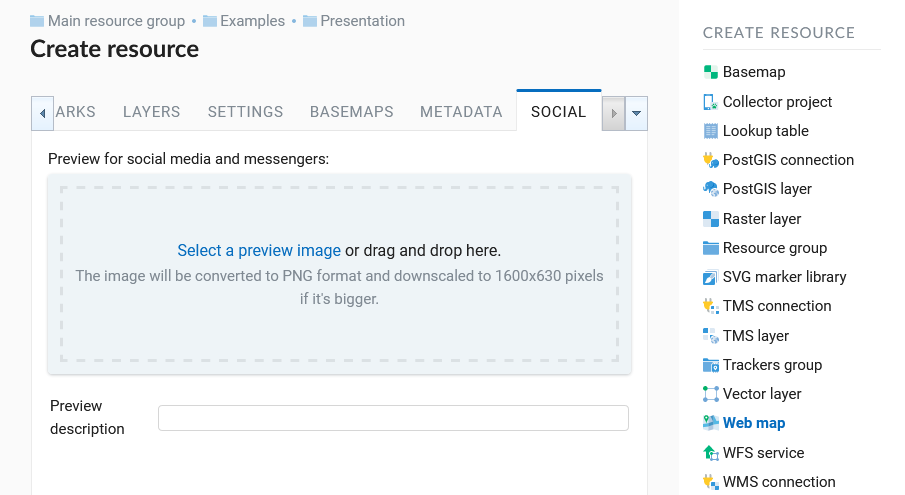 Main resource group • Examples • Presentation
Create resource
ARKS LAYERS SETTINGS BASEMAPS METADATA SOCIAL
Preview for social media and messengers:
Select a preview image or drag and drop here.
The image will be converted to PNG format and downscaled to 1600x630 pixels
if it's bigger.
Preview
description
CREATE RESOURCE
Basemap
Collector project
Lookup table
PostGIS connection
PostGIS layer
Raster layer
Resource group
SVG marker library
TMS connection
TMS layer
Trackers group
Vector layer
Web map
WFS service
WMS connection